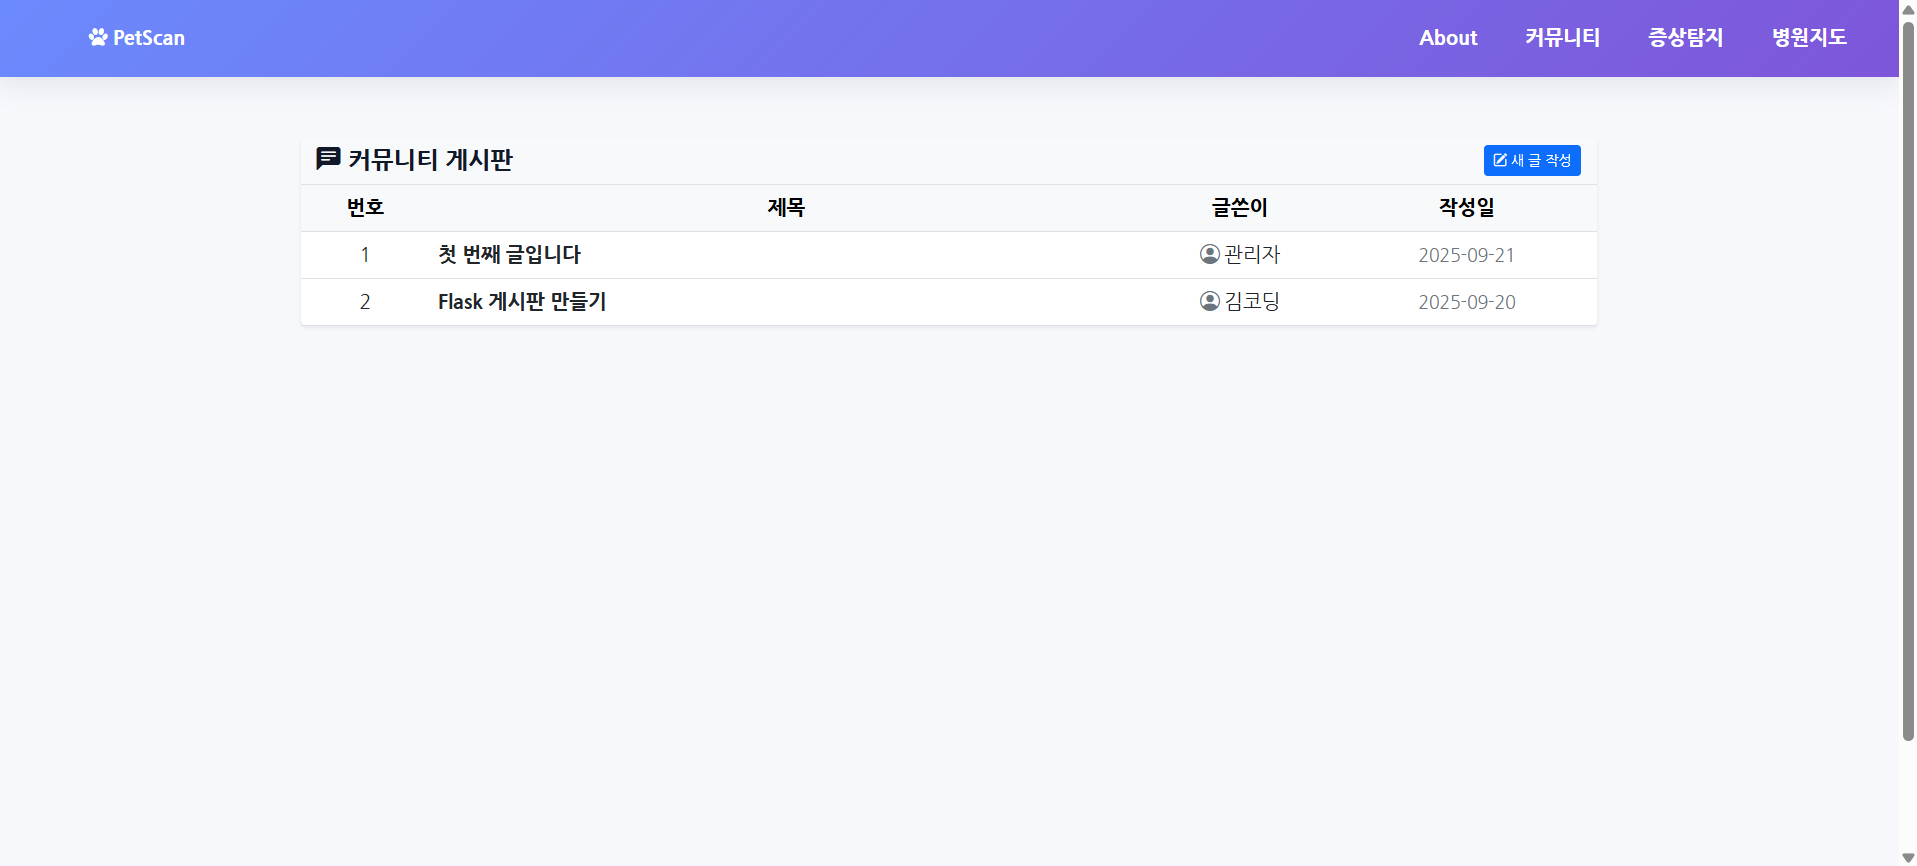 PetScan About 커뮤니티 증상탐지 병원지도
커뮤니티 게시판 새 글 작성
번호 제목 글쓴이 작성일
1 첫 번째 글입니다 관리자 2025-09-21
2 Flask 게시판 만들기 김코딩 2025-09-20